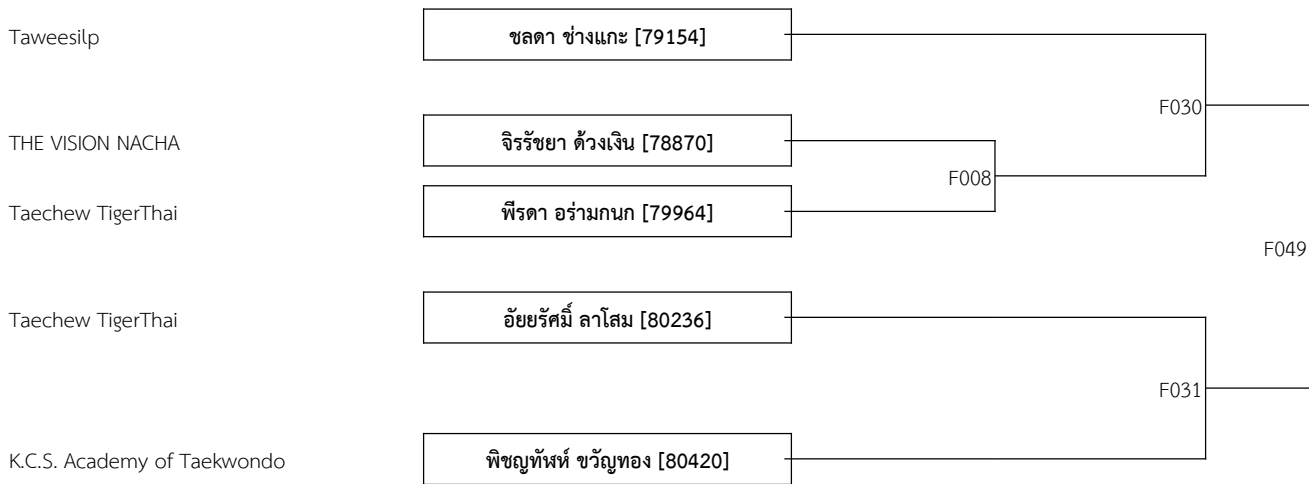 Taweesilp
ชลดา ช่างแกะ [79154]
F030
THE VISION NACHA
จิรรัชยา ด้วงเงิน [78870]
F008
Taechew TigerThai
พีรดา อร่ามกนก [79964]
F049
Taechew TigerThai
อัยยรัศมิ์ ลาโสม [80236]
F031
K.C.S. Academy of Taekwondo
พิชญทัฬห์ ขวัญทอง [80420]